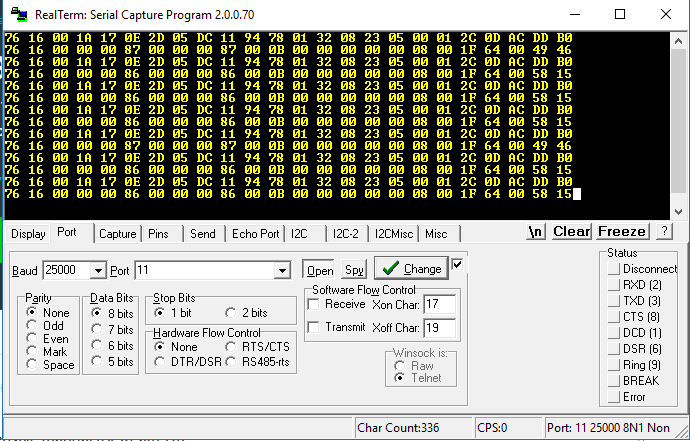 RealTerm: Serial Capture Program 2.0.0.70
76 16 00 1A 17 0E 2D 05 DC 11 94 78 01 32 08 23 05 00 01 2C 0D AC DD B0
76 16 00 00 00 87 00 00 00 87 00 0B 00 00 00 00 00 08 00 1F 64 00 49 46
76 16 00 1A 17 0E 2D 05 DC 11 94 78 01 32 08 23 05 00 01 2C 0D AC DD B0
76 16 00 00 00 86 00 00 00 86 00 0B 00 00 00 00 00 08 00 1F 64 00 58 15
76 16 00 1A 17 0E 2D 05 DC 11 94 78 01 32 08 23 05 00 01 2C 0D AC DD B0
76 16 00 00 00 86 00 00 00 86 00 0B 00 00 00 00 00 08 00 1F 64 00 58 15
76 16 00 1A 17 0E 2D 05 DC 11 94 78 01 32 08 23 05 00 01 2C 0D AC DD B0
76 16 00 00 00 86 00 00 00 86 00 0B 00 00 00 00 00 08 00 1F 64 00 58 15
76 16 00 1A 17 0E 2D 05 DC 11 94 78 01 32 08 23 05 00 01 2C 0D AC DD B0
76 16 00 00 00 87 00 00 00 87 00 0B 00 00 00 00 00 08 00 1F 64 00 49 46
76 16 00 1A 17 0E 2D 05 DC 11 94 78 01 32 08 23 05 00 01 2C 0D AC DD B0
76 16 00 00 00 86 00 00 00 86 00 0B 00 00 00 00 00 08 00 1F 64 00 58 15
76 16 00 1A 17 0E 2D 05 DC 11 94 78 01 32 08 23 05 00 01 2C 0D AC DD B0
76 16 00 00 00 86 00 00 00 86 00 0B 00 00 00 00 00 08 00 1F 64 00 58 15
Display Port Capture Pins Send Echo Port I2C I2C-2 I2CMisc Misc \n Clear Freeze ?
Baud 25000 Port 11 Open Spy Change
Parity
None
Odd
Even
Mark
Space
Data Bits
8 bits
7 bits
6 bits
5 bits
Stop Bits
1 bit 2 bits
Hardware Flow Control
None RTS/CTS
DTR/DSR RS485-rts
Software Flow Control
Receive Xon Char: 17
Transmit Xoff Char: 19
Winsock is:
Raw
Telnet
Status
Disconnect
RXD (2)
TXD (3)
CTS (8)
DCD (1)
DSR (6)
Ring (9)
BREAK
Error
Char Count:336 CPS:0 Port: 11 25000 8N1 Non